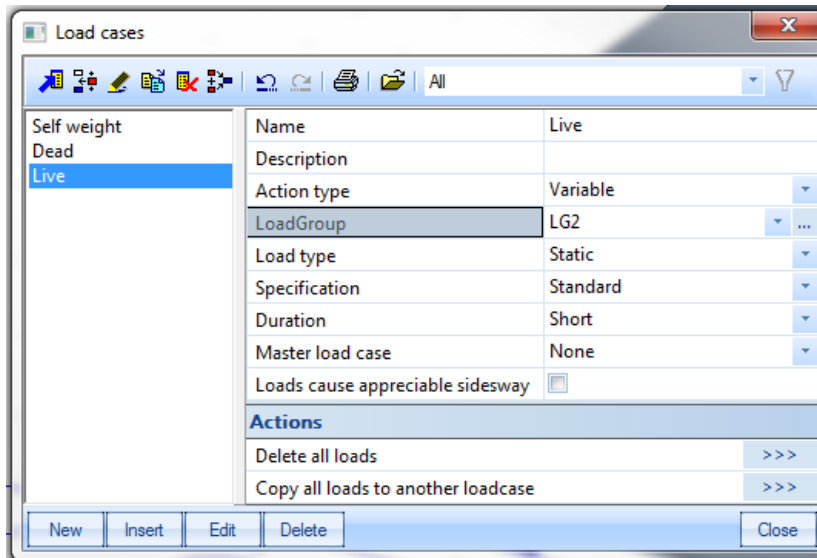 Load cases
All
Self weight
Dead
Live
Name Live
Description
Action type Variable
LoadGroup LG2 ...
Load type Static
Specification Standard
Duration Short
Master load case None
Loads cause appreciable sidesway
Actions
Delete all loads >>>
Copy all loads to another loadcase >>>
New Insert Edit Delete Close